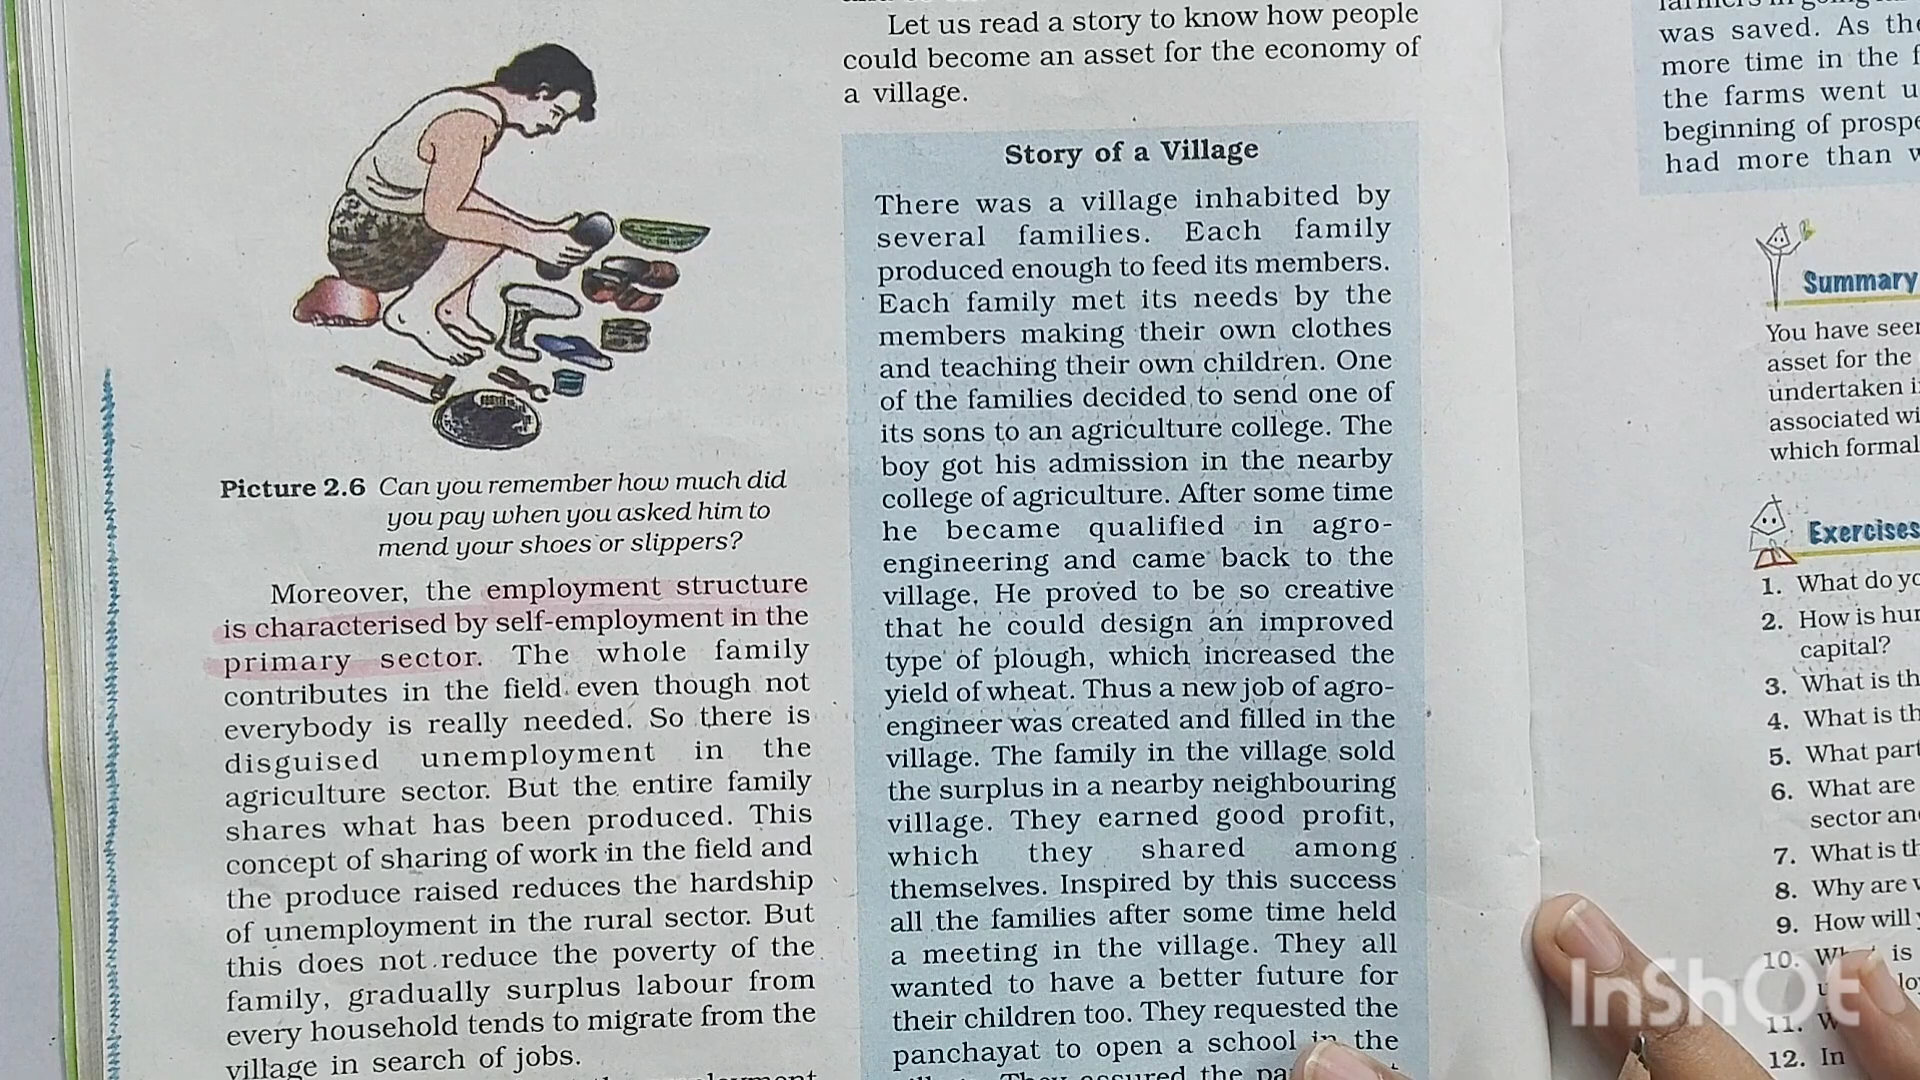 Picture 2.6 Can you remember how much did
you pay when you asked him to
mend your shoes or slippers?
Moreover, the employment structure
is characterised by self-employment in the
primary sector. The whole family
contributes in the field even though not
everybody is really needed. So there is
disguised unemployment in the
agriculture sector. But the entire family
shares what has been produced. This
concept of sharing of work in the field and
the produce raised reduces the hardship
of unemployment in the rural sector. But
this does not reduce the poverty of the
family, gradually surplus labour from
every household tends to migrate from the
village in search of jobs.
Let us read a story to know how people
could become an asset for the economy of
a village.
Story of a Village
There was a village inhabited by
several families. Each family
produced enough to feed its members.
Each family met its needs by the
members making their own clothes
and teaching their own children. One
of the families decided to send one of
its sons to an agriculture college. The
boy got his admission in the nearby
college of agriculture. After some time
he became qualified in agro-
engineering and came back to the
village. He proved to be so creative
that he could design an improved
type of plough, which increased the
yield of wheat. Thus a new job of agro-
engineer was created and filled in the
village. The family in the village sold
the surplus in a nearby neighbouring
village. They earned good profit,
which they shared among
themselves. Inspired by this success
all the families after some time held
a meeting in the village. They all
wanted to have a better future for
their children too. They requested the
panchayat to open a school in the
They assured the
was saved. As
more time in the
the farms went
beginning of
had more than
Summary
You have
asset for the
undertaken
associated
which
Exercises
1. What do
2. How is
capital?
3. What is
4. What is
5. What
6. What are
sector
7. What is
8. Why are
9. How will
10. is
11.
12. In
InShOt